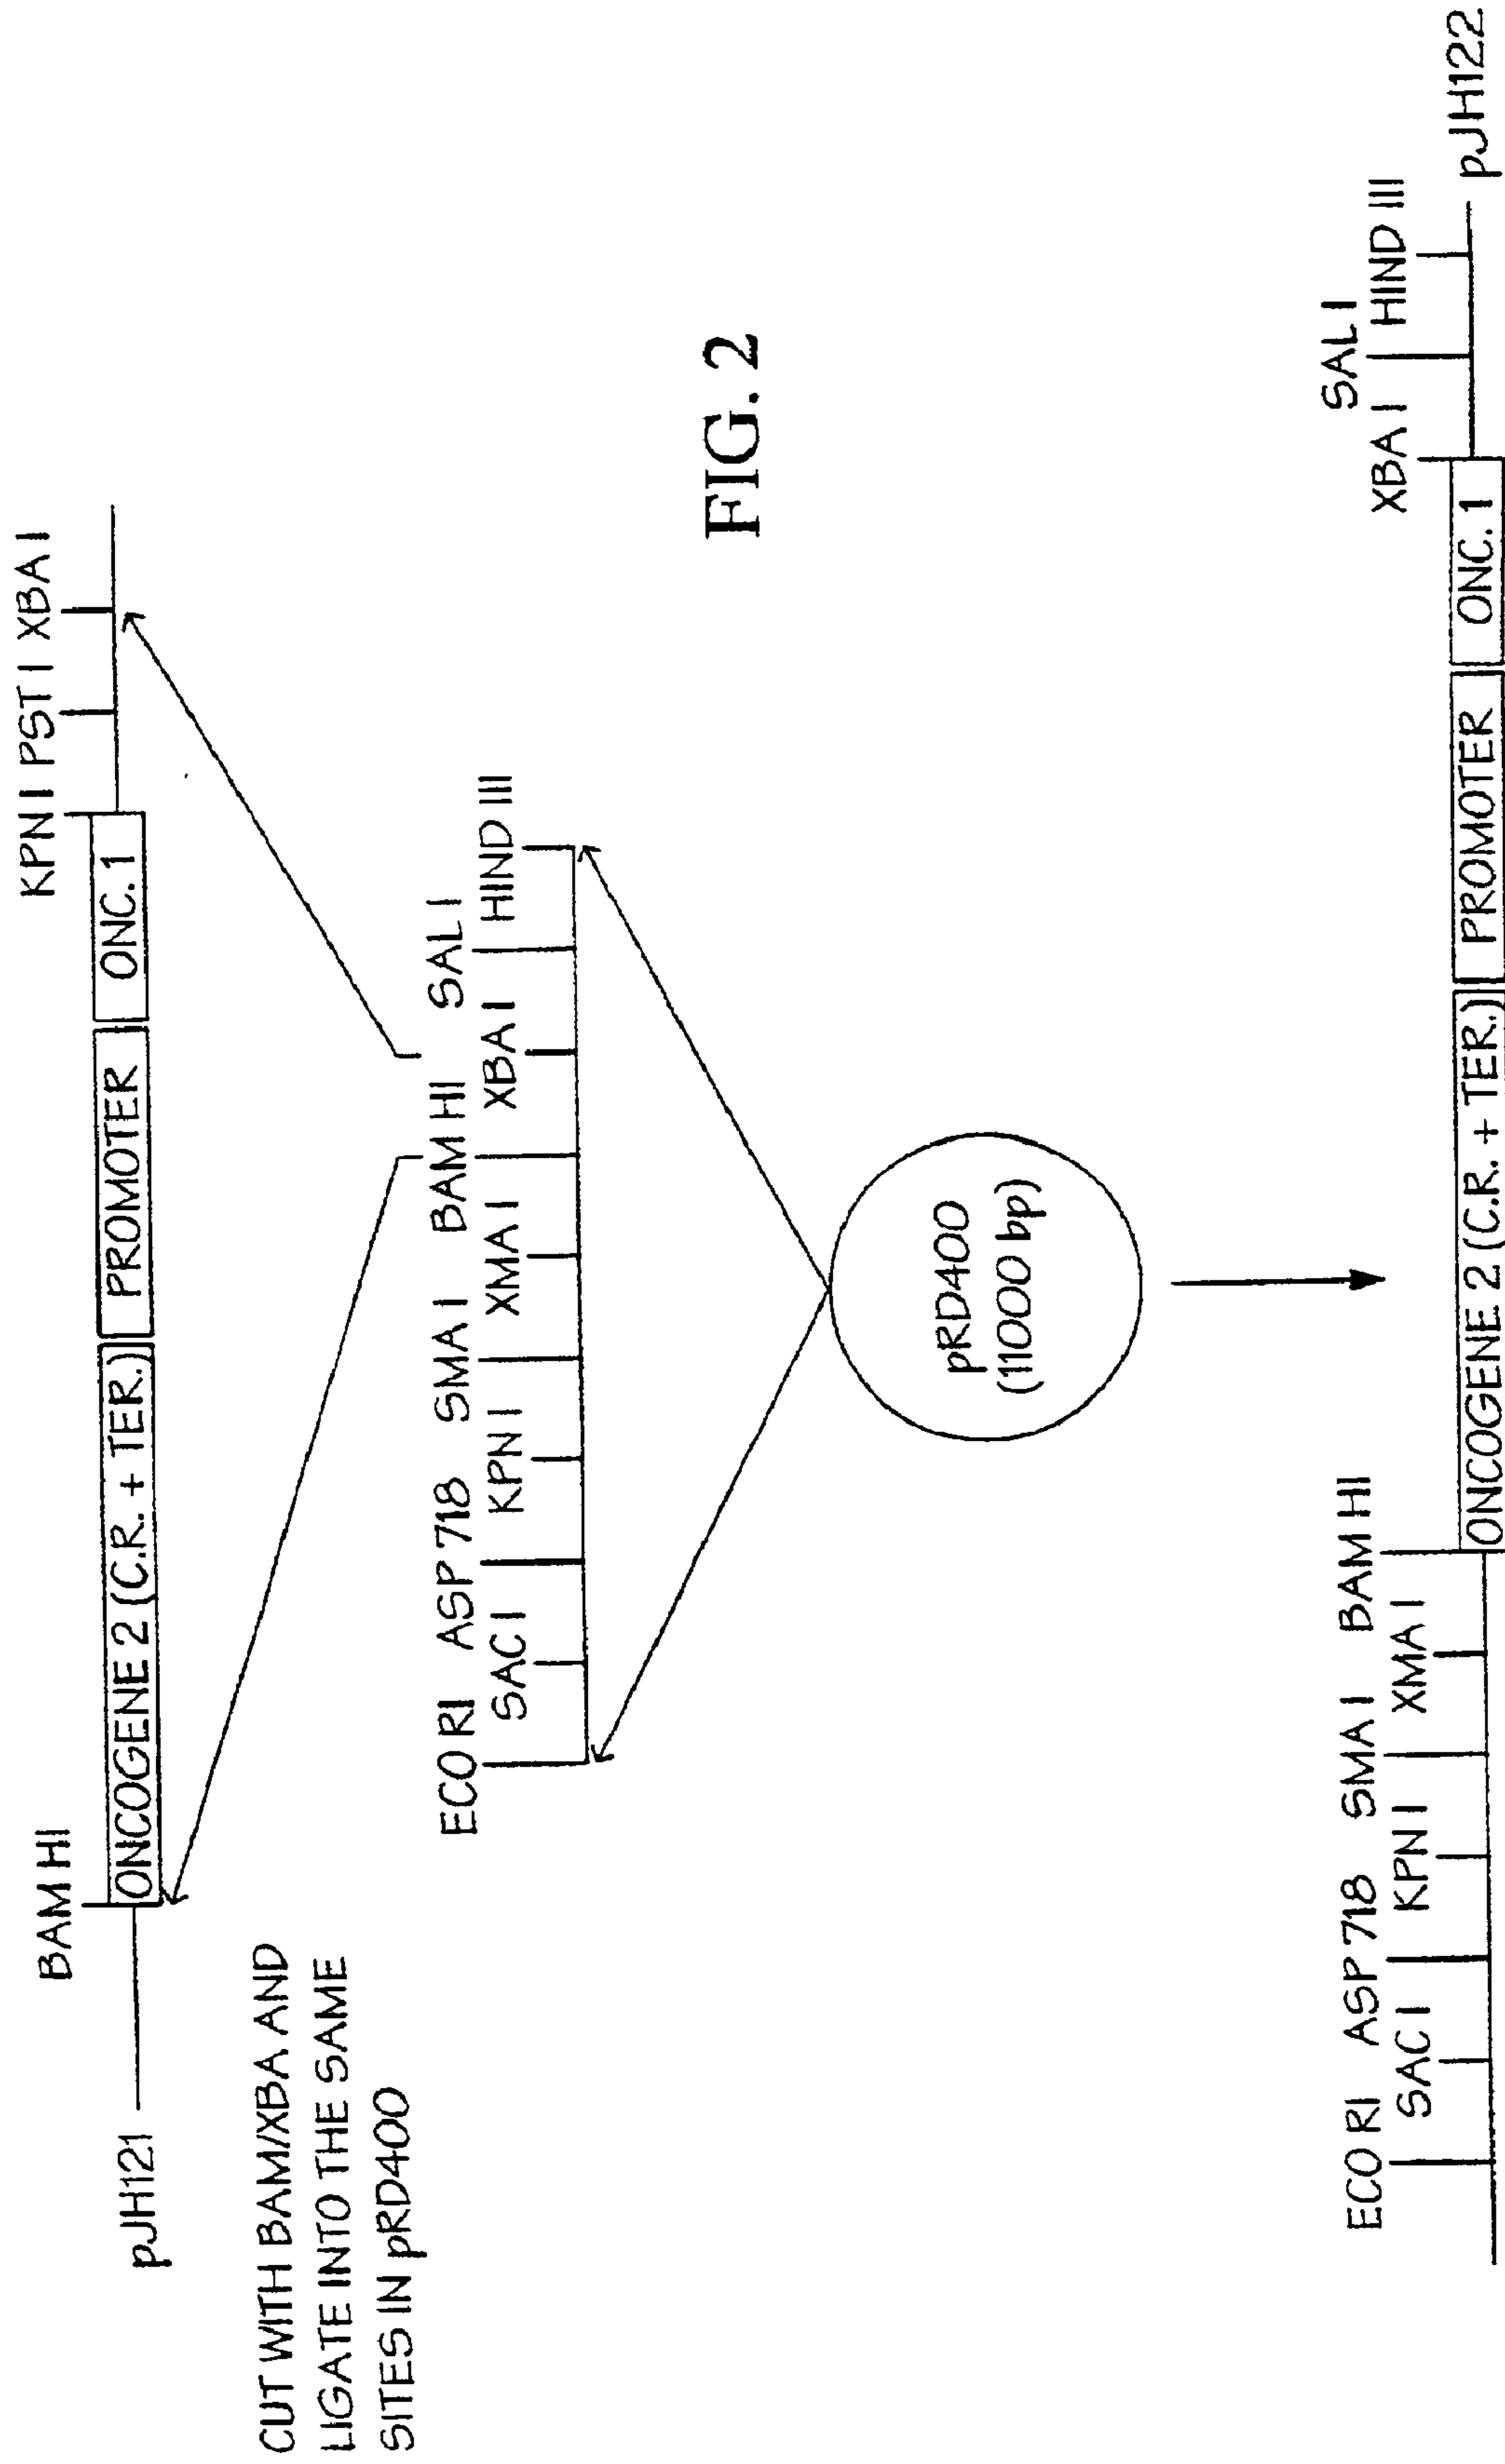 KPN I PST I XBA I
BAM HI
pJH121
ONCOGENE 2 (C.R. + TER.)
PROMOTER
ONC. 1
CUT WITH BAM/XBA AND
LIGATE INTO THE SAME
SITES IN pRD400
ECO RI ASP 718 SMA I BAM HI SAL I
SAC I KPN I XMA I XBA I HIND III
pRD400
(11000 bp)
FIG. 2
SAL I
ECO RI ASP 718 SMA I BAM HI
XBA I HIND III
SAC I KPN I XMA I
ONCOGENE 2 (C.R. + TER.)
PROMOTER
ONC. 1
pJH122